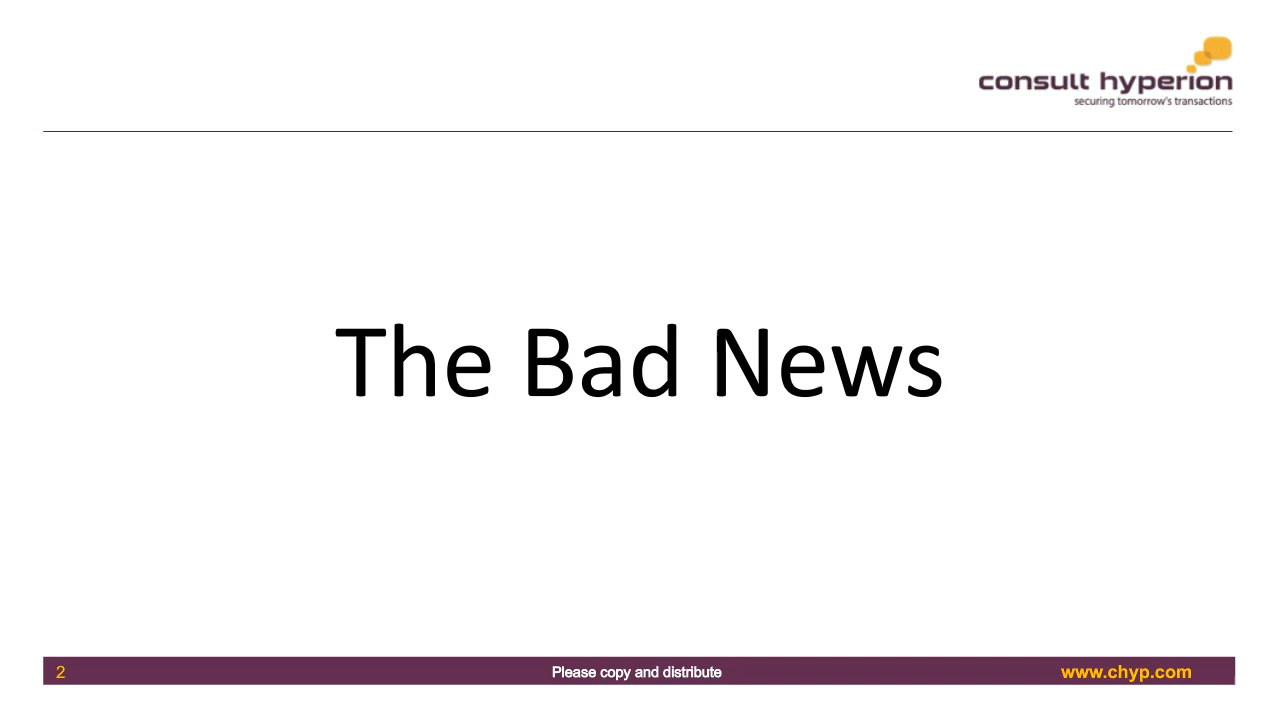 consult hyperion
securing tomorrow's transactions
The Bad News
2
Please copy and distribute
www.chyp.com